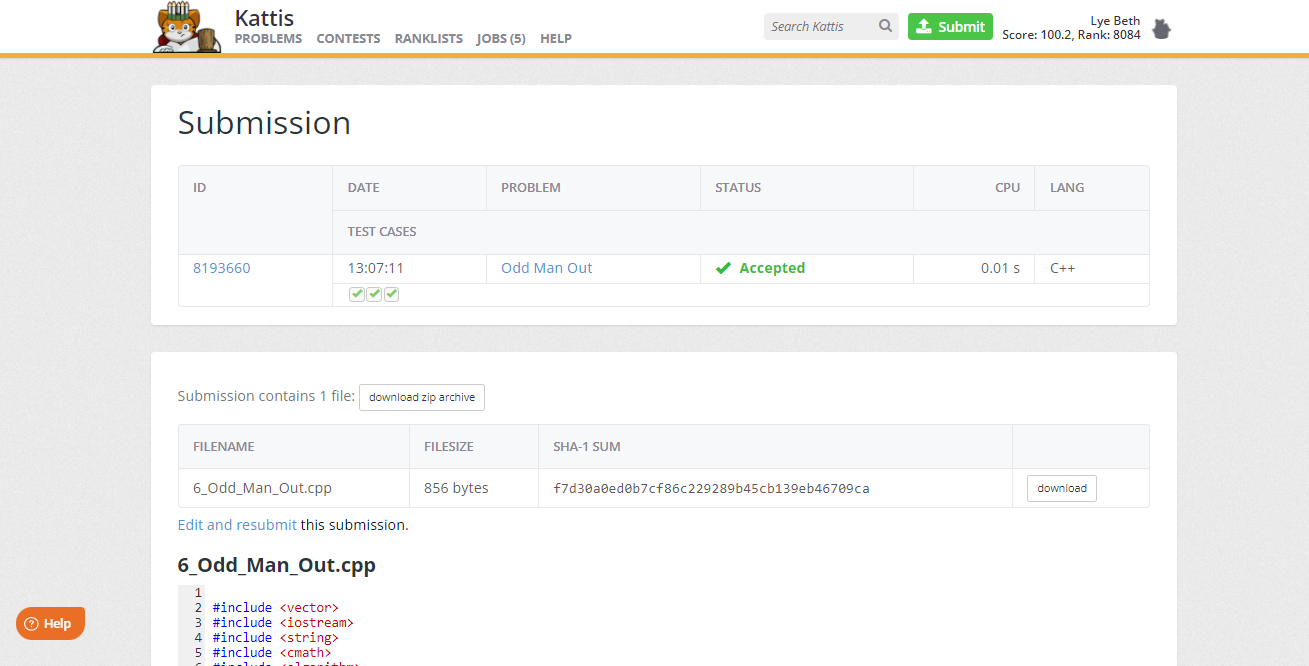 Kattis
PROBLEMS CONTESTS RANKLISTS JOBS (5) HELP
Search Kattis
Submit
Lye Beth
Score: 100.2, Rank: 8084
Submission
ID DATE PROBLEM STATUS CPU LANG
TEST CASES
8193660 13:07:11 Odd Man Out Accepted 0.01 s C++
Submission contains 1 file: download zip archive
FILENAME FILESIZE SHA-1 SUM
6_Odd_Man_Out.cpp 856 bytes f7d30a0ed0b7cf86c229289b45cb139eb46709ca download
Edit and resubmit this submission.
6_Odd_Man_Out.cpp
1
2 #include <vector>
3 #include <iostream>
4 #include <string>
5 #include <cmath>
6 #include <algorithm>
Help